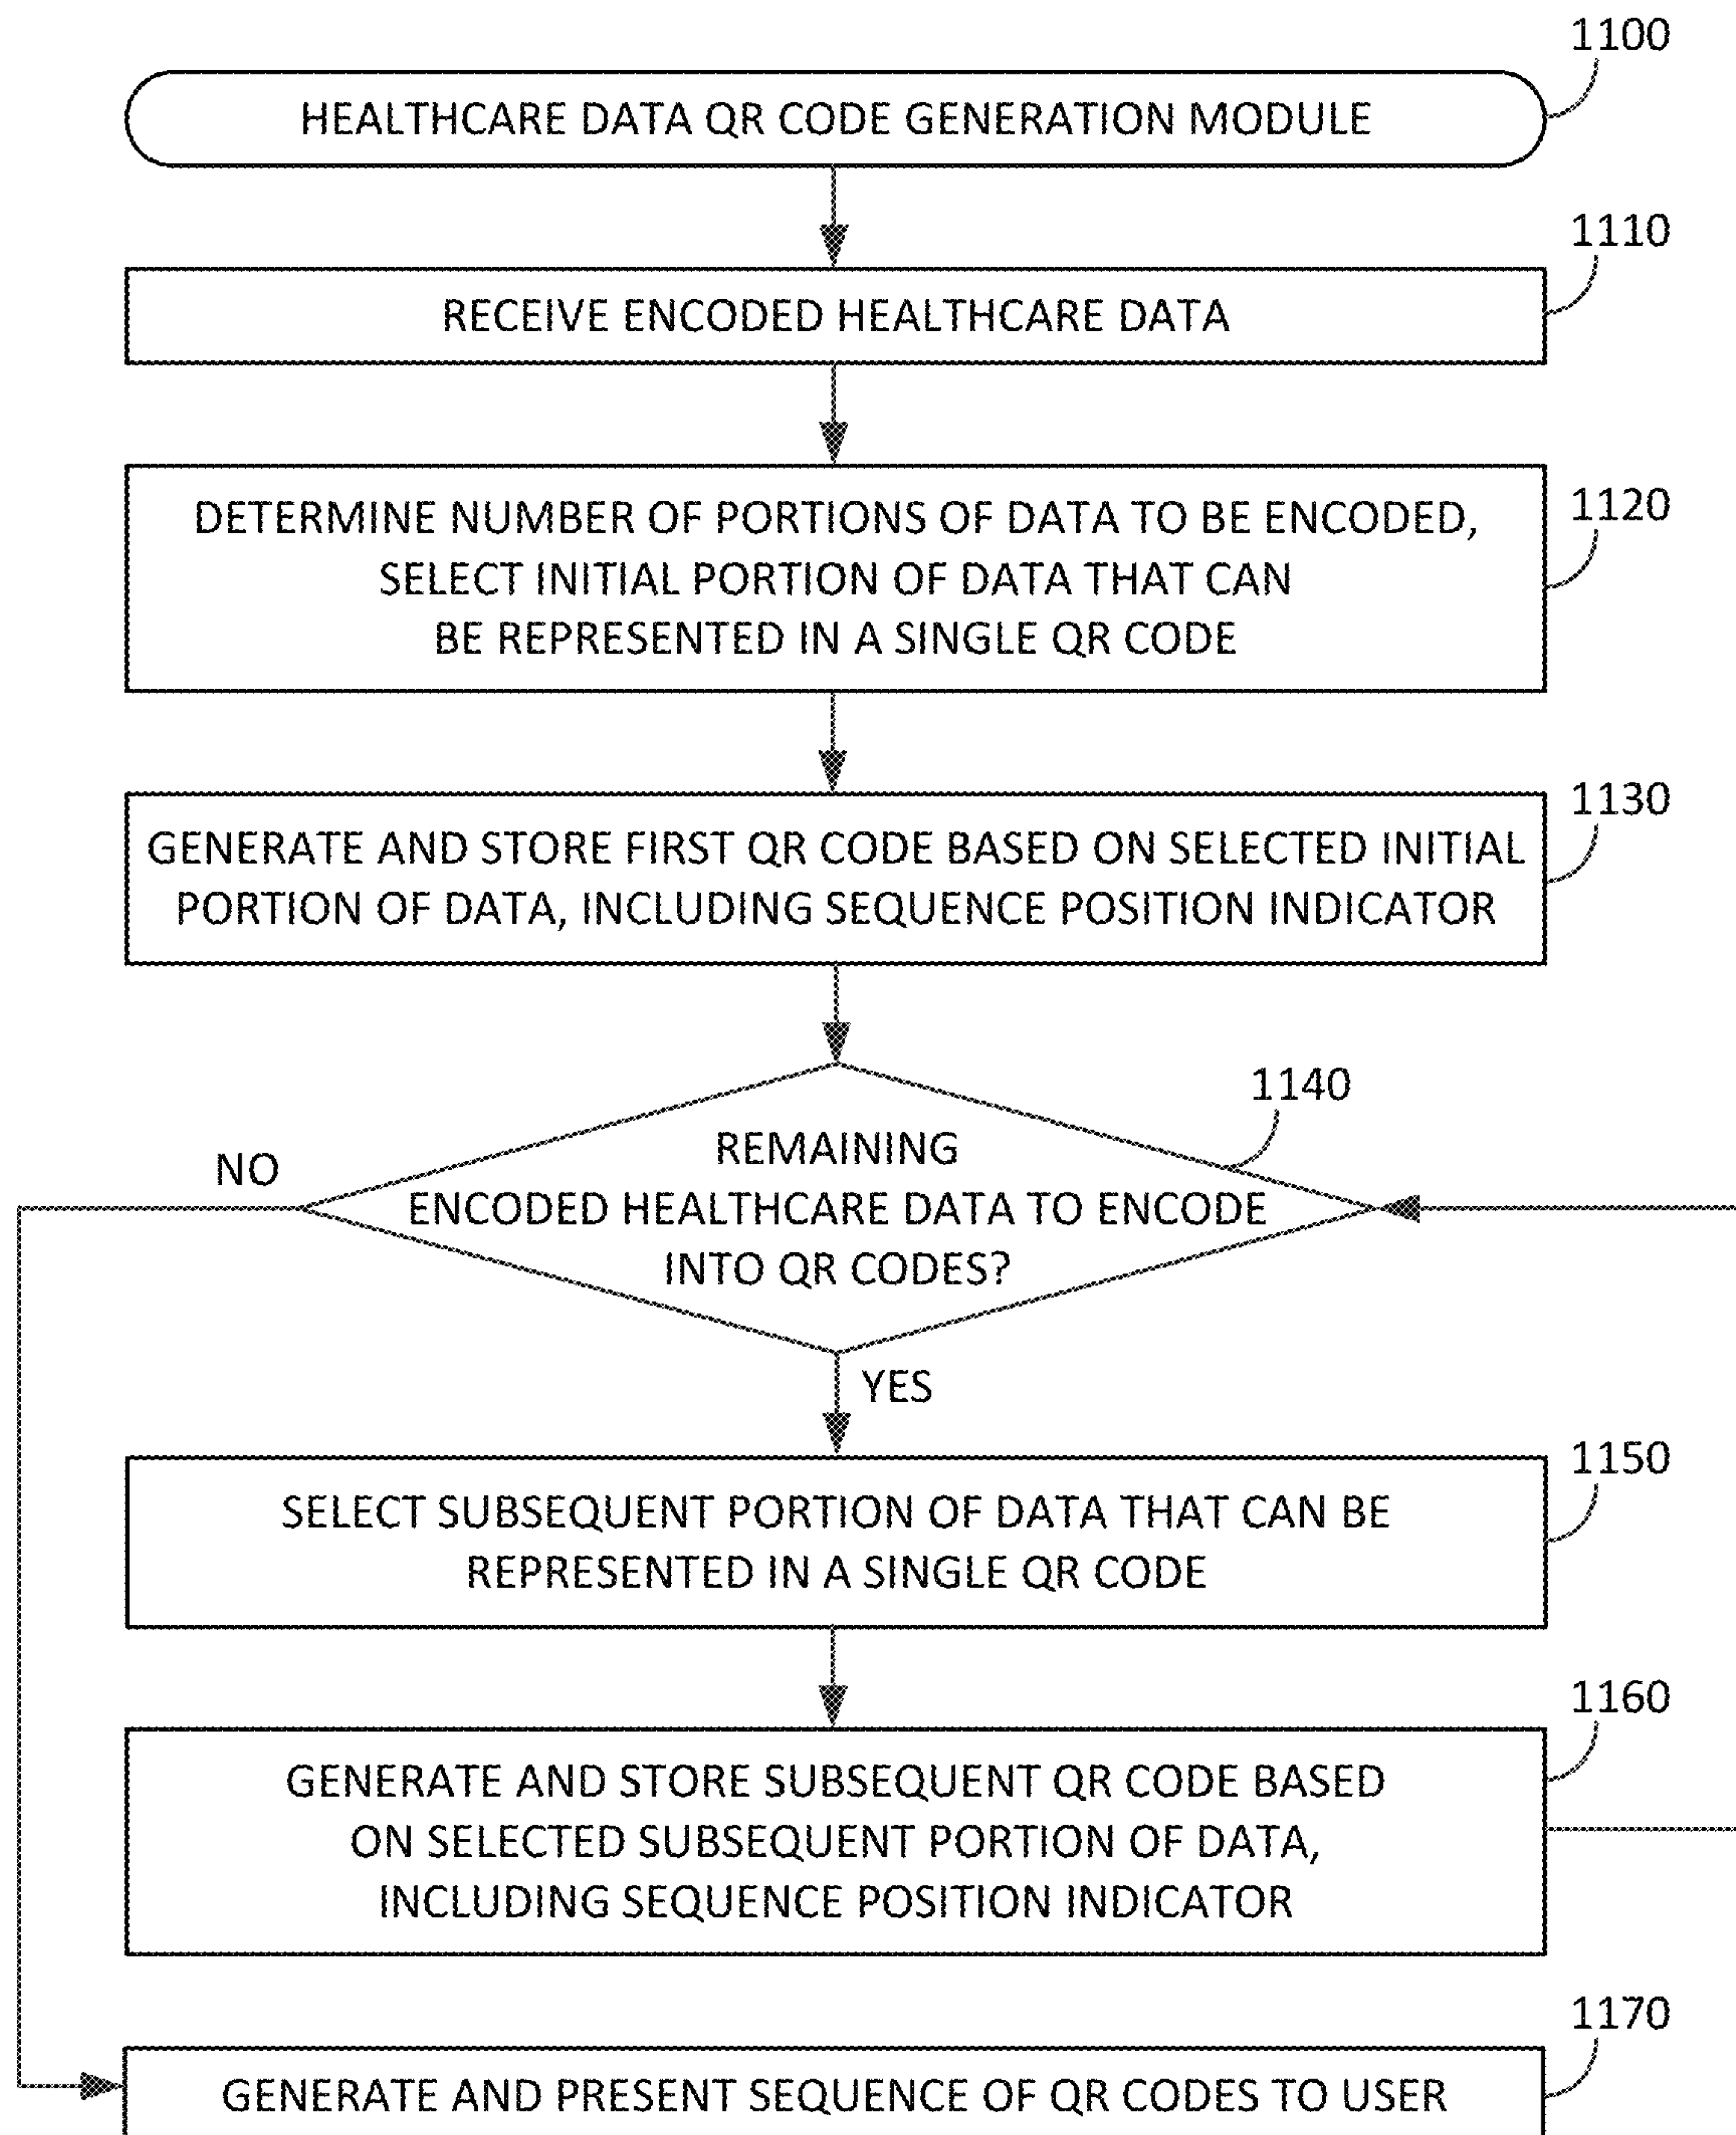 1100
HEALTHCARE DATA QR CODE GENERATION MODULE
1110
RECEIVE ENCODED HEALTHCARE DATA
1120
DETERMINE NUMBER OF PORTIONS OF DATA TO BE ENCODED,
SELECT INITIAL PORTION OF DATA THAT CAN
BE REPRESENTED IN A SINGLE QR CODE
1130
GENERATE AND STORE FIRST QR CODE BASED ON SELECTED INITIAL
PORTION OF DATA, INCLUDING SEQUENCE POSITION INDICATOR
1140
NO
REMAINING
ENCODED HEALTHCARE DATA TO ENCODE
INTO QR CODES?
YES
1150
SELECT SUBSEQUENT PORTION OF DATA THAT CAN BE
REPRESENTED IN A SINGLE QR CODE
1160
GENERATE AND STORE SUBSEQUENT QR CODE BASED
ON SELECTED SUBSEQUENT PORTION OF DATA,
INCLUDING SEQUENCE POSITION INDICATOR
1170
GENERATE AND PRESENT SEQUENCE OF QR CODES TO USER